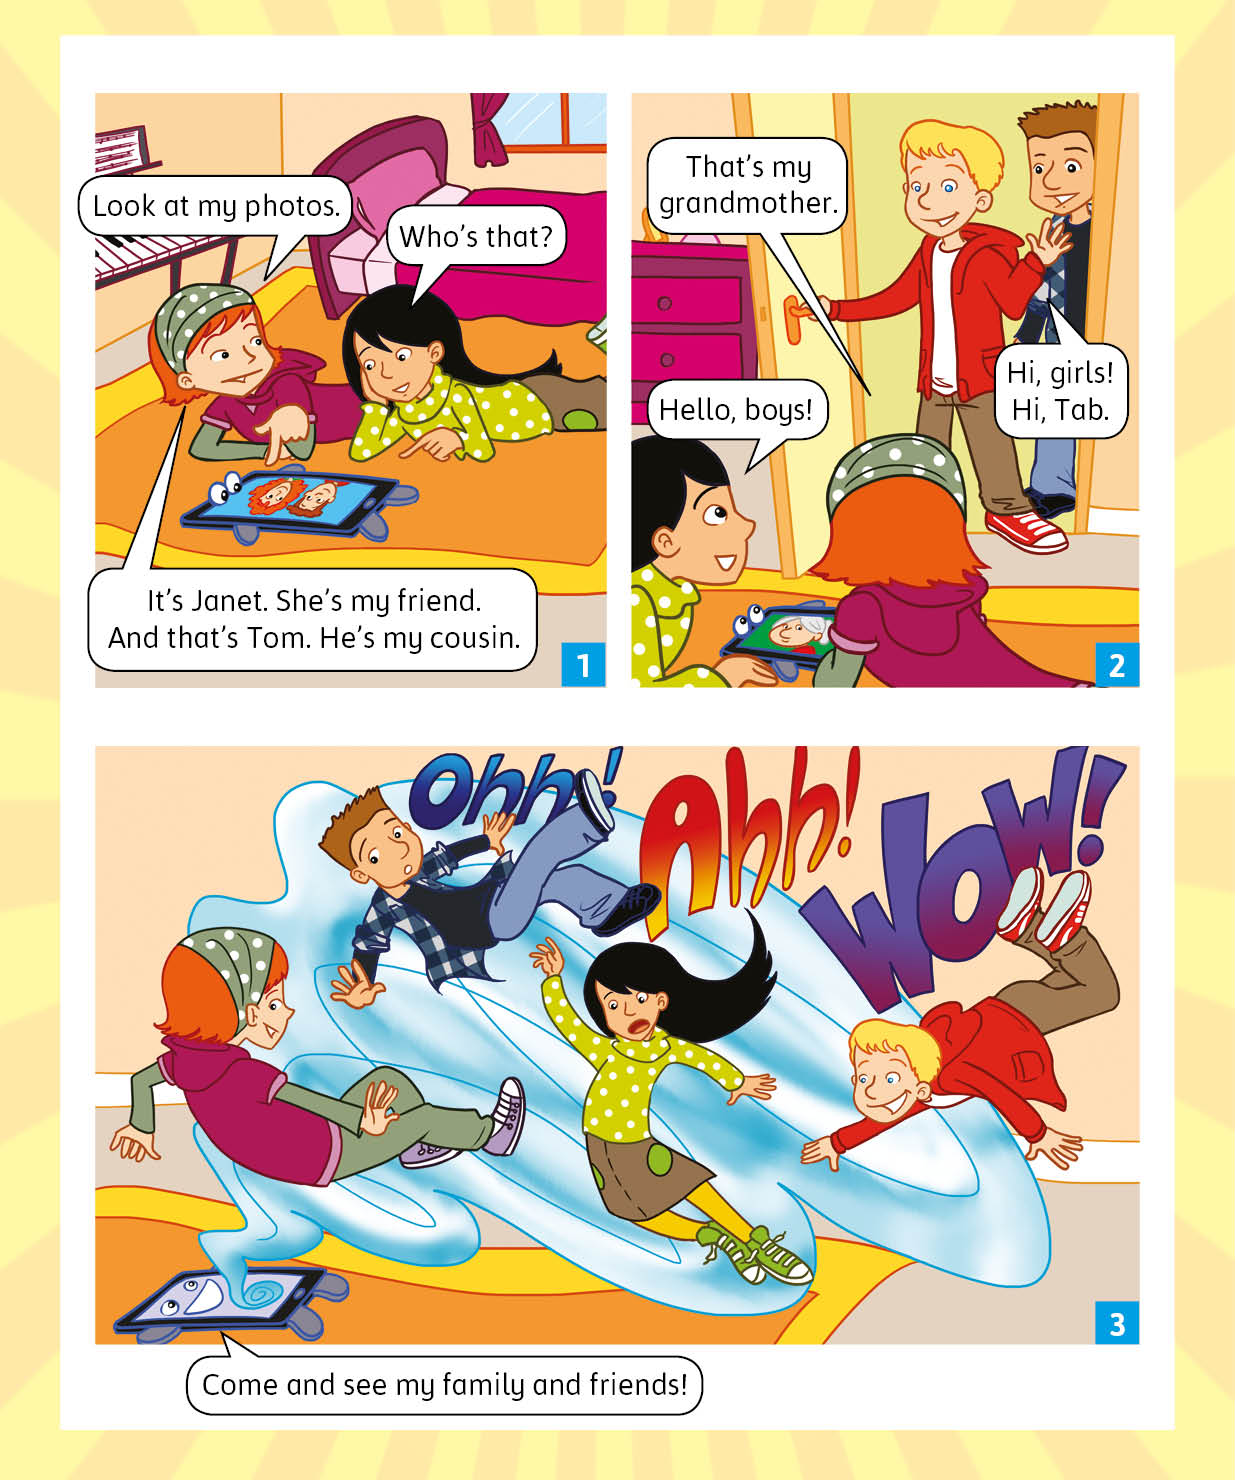 Look at my photos.
Who's that?
It's Janet. She's my friend.
And that's Tom. He's my cousin.
1
That's my
grandmother.
Hello, boys!
Hi, girls!
Hi, Tab.
2
Ohh!
Ahh!
Wow!
3
Come and see my family and friends!